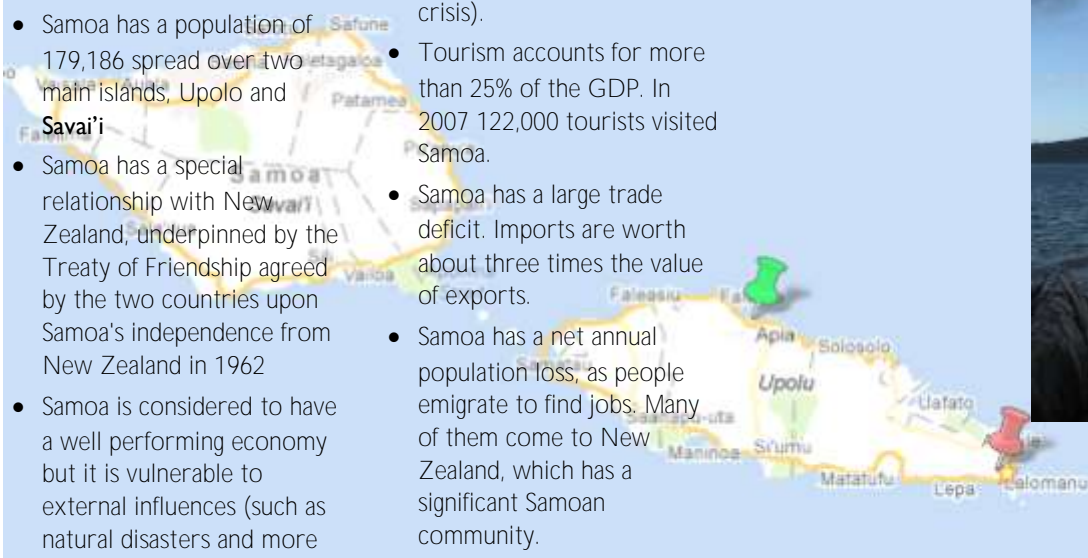 • Samoa has a population of
179,186 spread over two
main islands, Upolo and
Savai'i
• Samoa has a special
relationship with New
Zealand, underpinned by the
Treaty of Friendship agreed
by the two countries upon
Samoa's independence from
New Zealand in 1962
• Samoa is considered to have
a well performing economy
but it is vulnerable to
external influences (such as
natural disasters and more
crisis).
• Tourism accounts for more
than 25% of the GDP. In
2007 122,000 tourists visited
Samoa.
• Samoa has a large trade
deficit. Imports are worth
about three times the value
of exports.
• Samoa has a net annual
population loss, as people
emigrate to find jobs. Many
of them come to New
Zealand, which has a
significant Samoan
community.
Safune
Patamea
Samoa
Savai'i
Vailoa
Faleasiu
Apia
Solosolo
Upolu
Uafato
Maninoa
Si'umu
Matatufu
Lepa